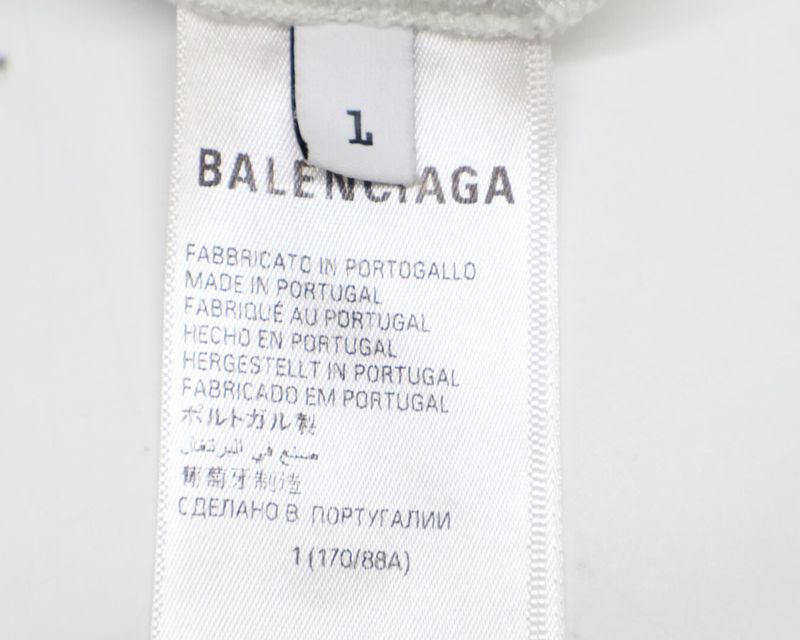 1
BALENCIAGA
FABBRICATO IN PORTOGALLO
MADE IN PORTUGAL
FABRIQUÉ AU PORTUGAL
HECHO EN PORTUGAL
HERGESTELLT IN PORTUGAL
FABRICADO EM PORTUGAL
ポルトガル製
صنع في البرتغال
葡萄牙制造
СДЕЛАНО В ПОРТУГАЛИИ
1 (170/88A)